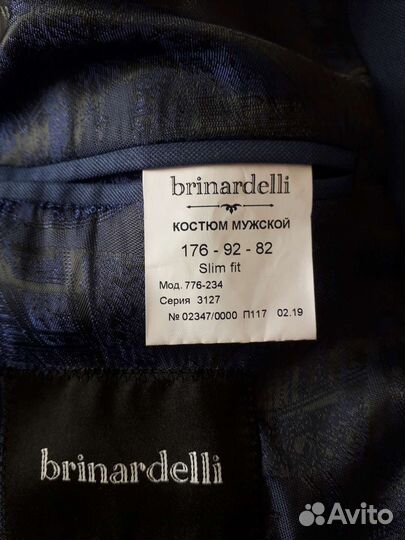 brinardelli
КОСТЮМ МУЖСКОЙ
176 - 92 - 82
Slim fit
Мод. 776-234
Серия 3127
№ 02347/0000 П117 02.19
brinardelli
Avito